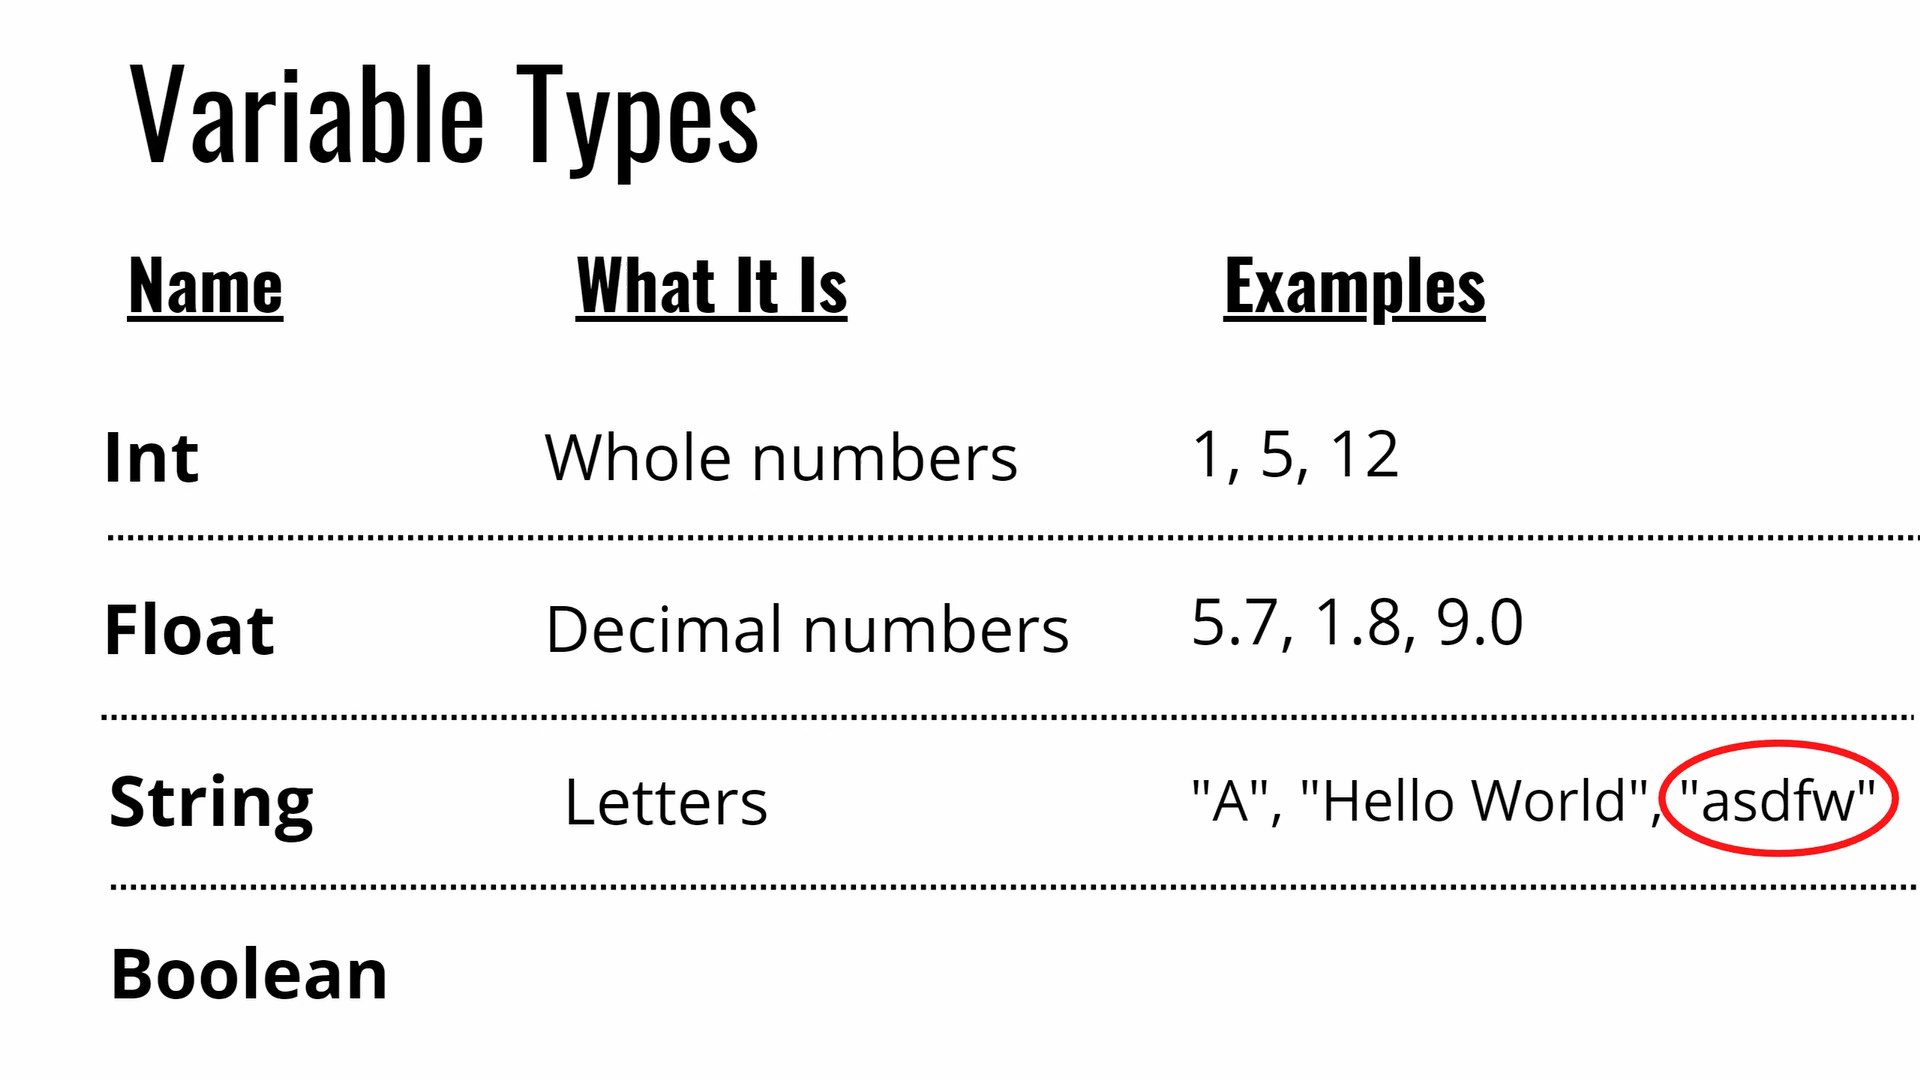 Variable Types
Name What It Is Examples
Int Whole numbers 1, 5, 12
Float Decimal numbers 5.7, 1.8, 9.0
String Letters "A", "Hello World", "asdfw"
Boolean